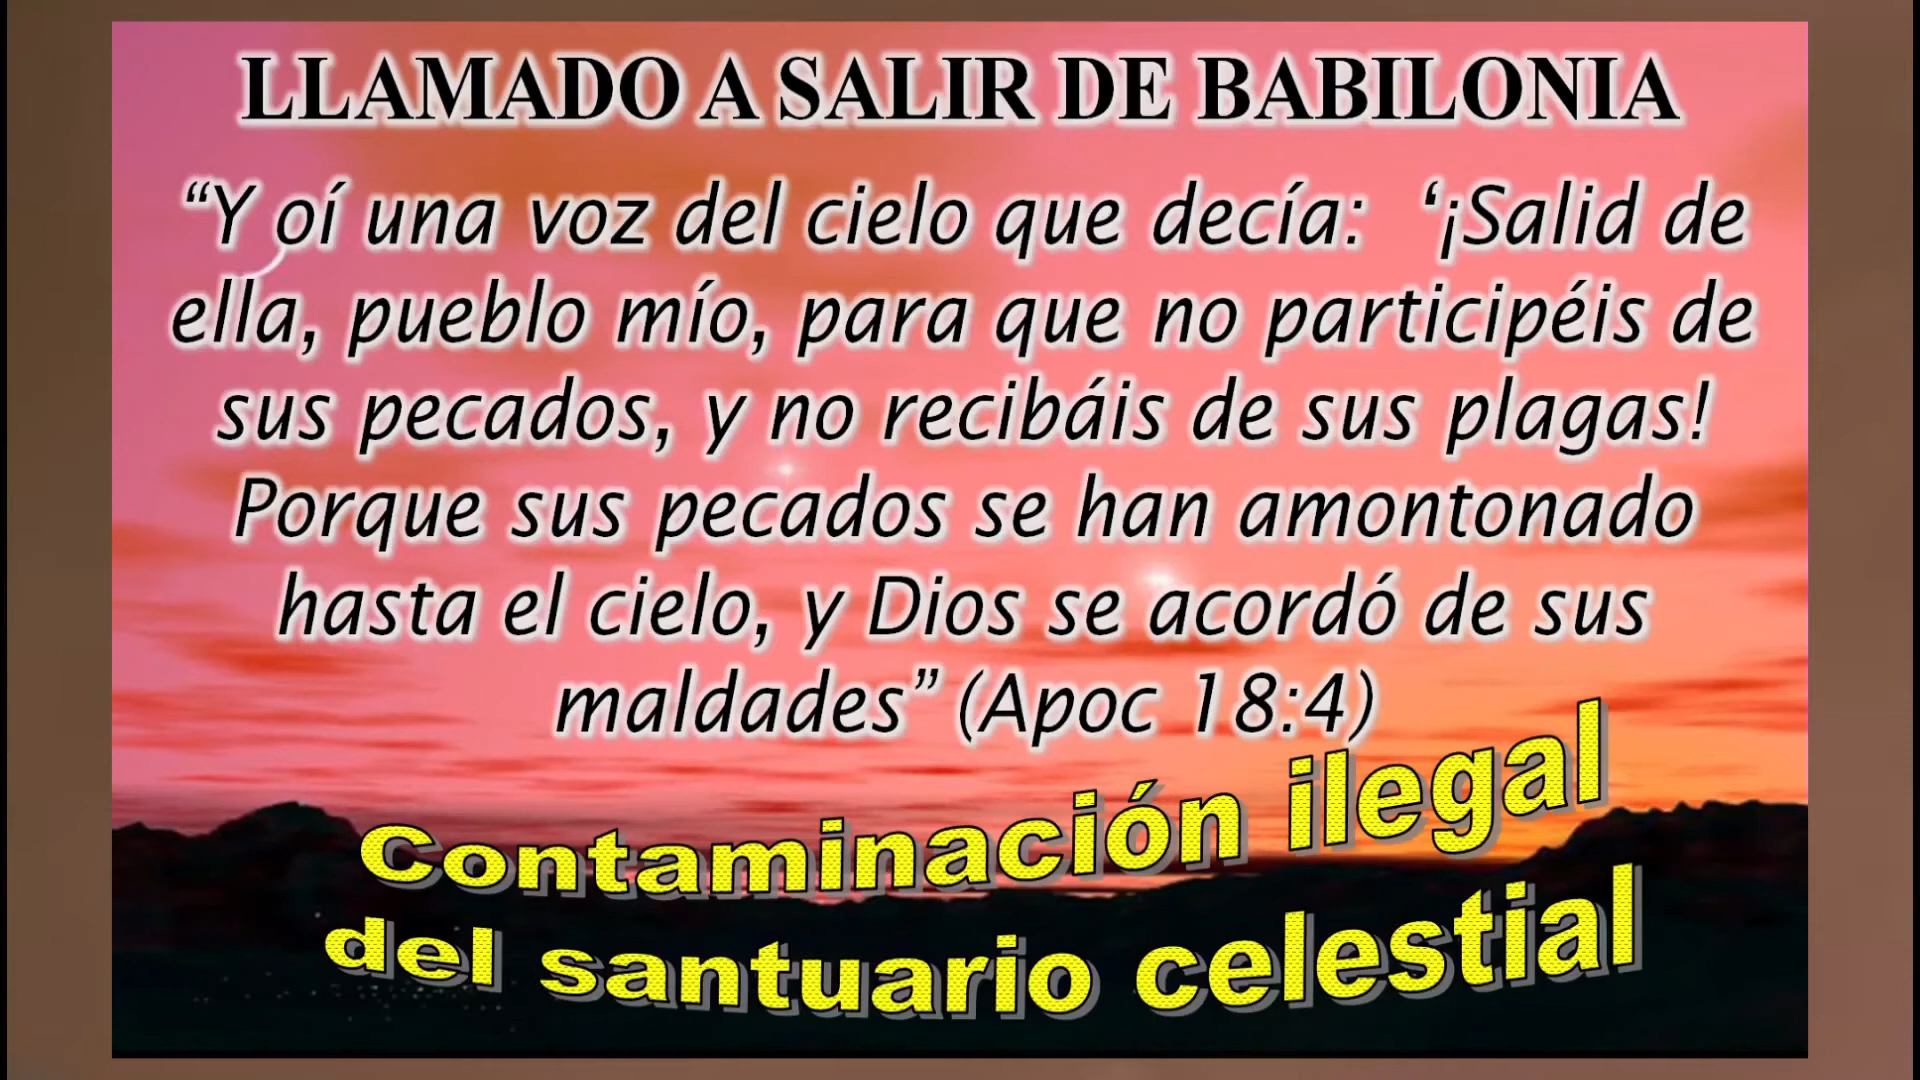 LLAMADO A SALIR DE BABILONIA
“Y oí una voz del cielo que decía:  ‘¡Salid de
ella, pueblo mío, para que no participéis de
sus pecados, y no recibáis de sus plagas!
Porque sus pecados se han amontonado
hasta el cielo, y Dios se acordó de sus
maldades” (Apoc 18:4)
Contaminación ilegal
del santuario celestial